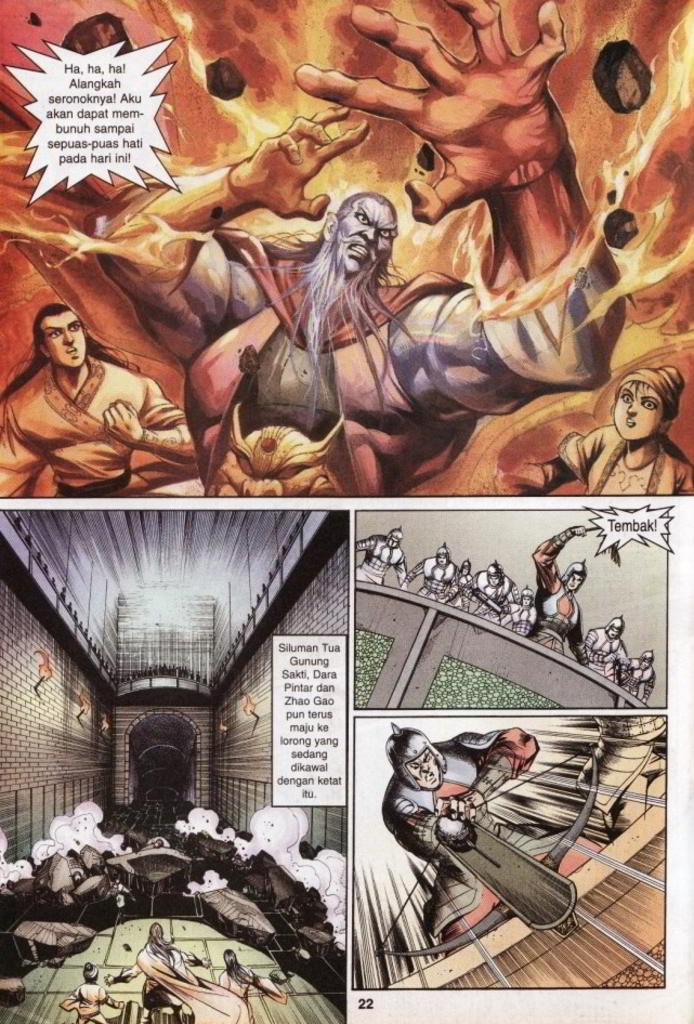 Ha, ha, ha!
Alangkah
seronoknya! Aku
akan dapat mem-
bunuh sampai
sepuas-puas hati
pada hari ini!
Siluman Tua
Gunung
Sakti, Dara
Pintar dan
Zhao Gao
pun terus
maju ke
lorong yang
sedang
dikawal
dengan ketat
itu.
Tembak!
22